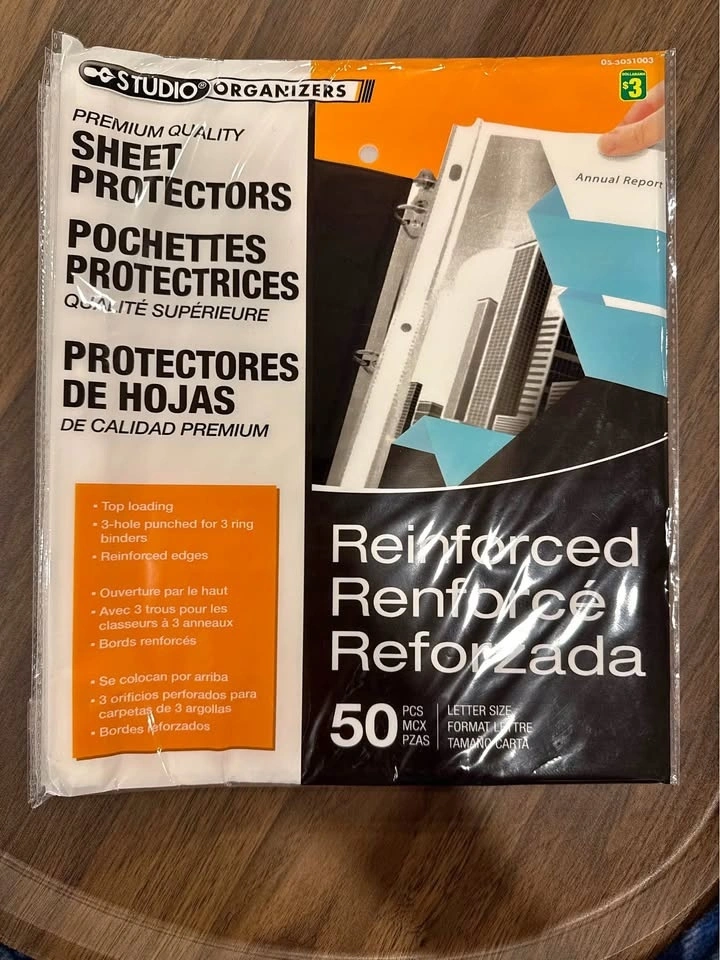 STUDIO® ORGANIZERS
05-3051003
DOLLARAMA
$3
PREMIUM QUALITY
SHEET
PROTECTORS
POCHETTES
PROTECTRICES
QUALITÉ SUPÉRIEURE
PROTECTORES
DE HOJAS
DE CALIDAD PREMIUM
Annual Report
• Top loading
• 3-hole punched for 3 ring
binders
• Reinforced edges
• Ouverture par le haut
• Avec 3 trous pour les
classeurs à 3 anneaux
• Bords renforcés
• Se colocan por arriba
• 3 orificios perforados para
carpetas de 3 argollas
• Bordes reforzados
Reinforced
Renforcé
Reforzada
50 PCS
MCX
PZAS
LETTER SIZE
FORMAT LETTRE
TAMAÑO CARTA